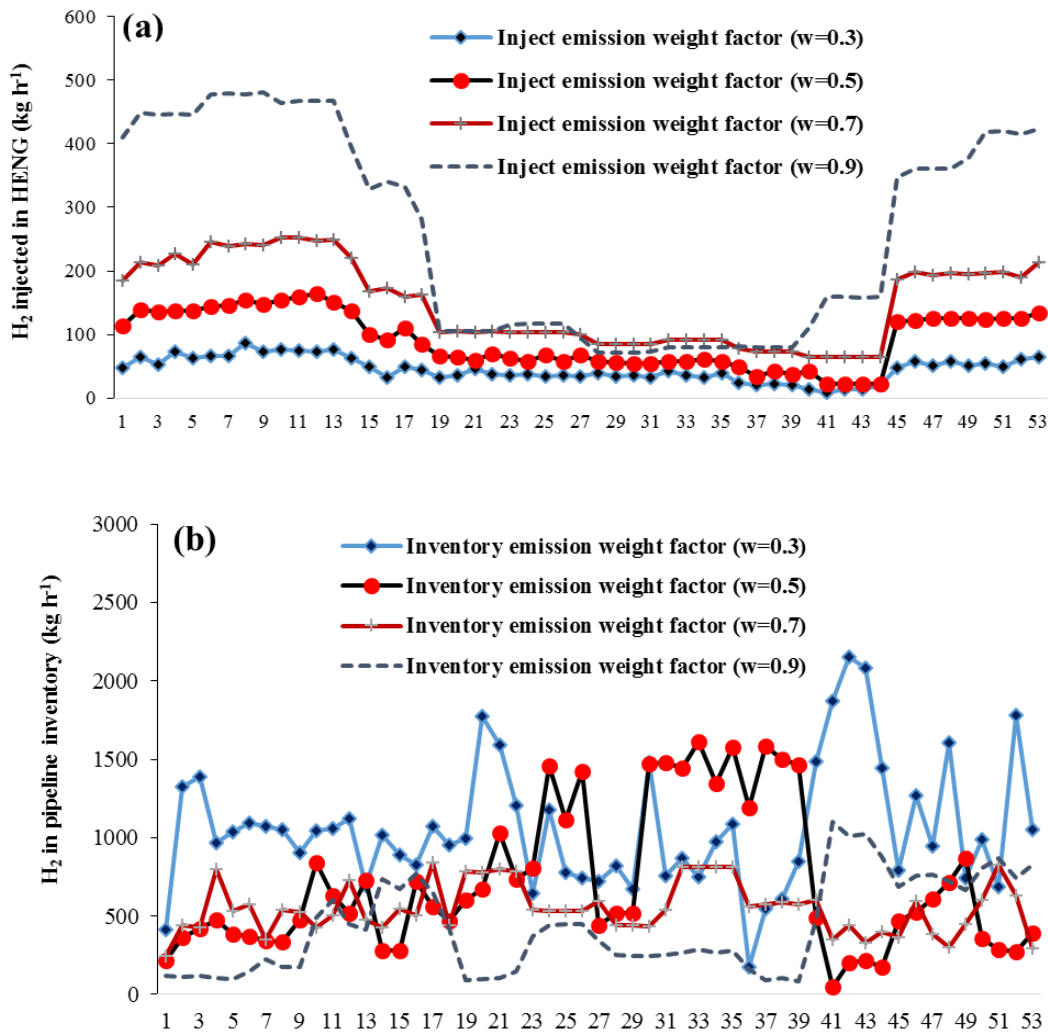 (a)
600
500
400
300
200
100
0
H₂ injected in HENG (kg hr⁻¹)
Inject emission weight factor (w=0.3)
Inject emission weight factor (w=0.5)
Inject emission weight factor (w=0.7)
Inject emission weight factor (w=0.9)
1 3 5 7 9 11 13 15 17 19 21 23 25 27 29 31 33 35 37 39 41 43 45 47 49 51 53
(b)
3000
2500
2000
1500
1000
500
0
H₂ in pipeline inventory (kg h⁻¹)
Inventory emission weight factor (w=0.3)
Inventory emission weight factor (w=0.5)
Inventory emission weight factor (w=0.7)
Inventory emission weight factor (w=0.9)
1 3 5 7 9 11 13 15 17 19 21 23 25 27 29 31 33 35 37 39 41 43 45 47 49 51 53